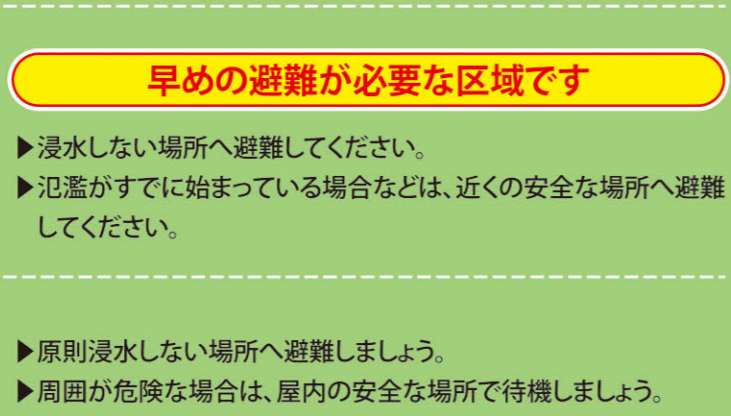 早めの避難が必要な区域です
▶浸水しない場所へ避難してください。
▶氾濫がすでに始まっている場合などは、近くの安全な場所へ避難
してください。
▶原則浸水しない場所へ避難しましょう。
▶周囲が危険な場合は、屋内の安全な場所で待機しましょう。